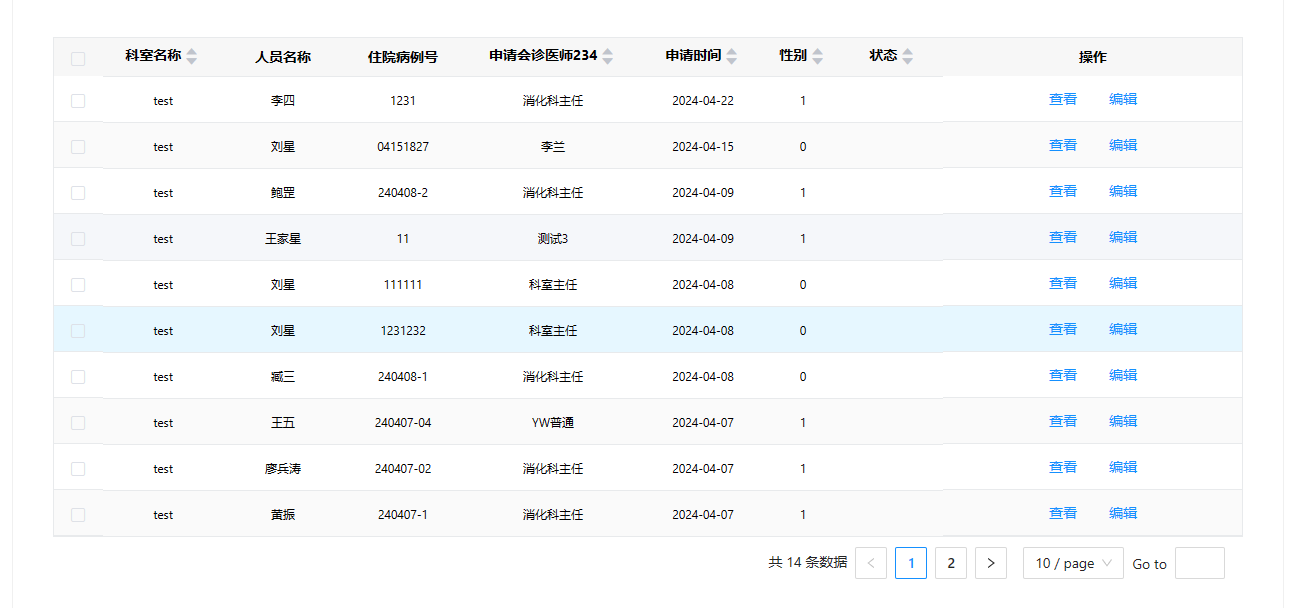 科室名称 人员名称 住院病例号 申请会诊医师234 申请时间 性别 状态 操作
test 李四 1231 消化科主任 2024-04-22 1 查看 编辑
test 刘星 04151827 李兰 2024-04-15 0 查看 编辑
test 鲍罡 240408-2 消化科主任 2024-04-09 1 查看 编辑
test 王家星 11 测试3 2024-04-09 1 查看 编辑
test 刘星 111111 科室主任 2024-04-08 0 查看 编辑
test 刘星 1231232 科室主任 2024-04-08 0 查看 编辑
test 臧三 240408-1 消化科主任 2024-04-08 0 查看 编辑
test 王五 240407-04 YW普通 2024-04-07 1 查看 编辑
test 廖兵涛 240407-02 消化科主任 2024-04-07 1 查看 编辑
test 黄振 240407-1 消化科主任 2024-04-07 1 查看 编辑
共 14 条数据 < 1 2 > 10 / page Go to